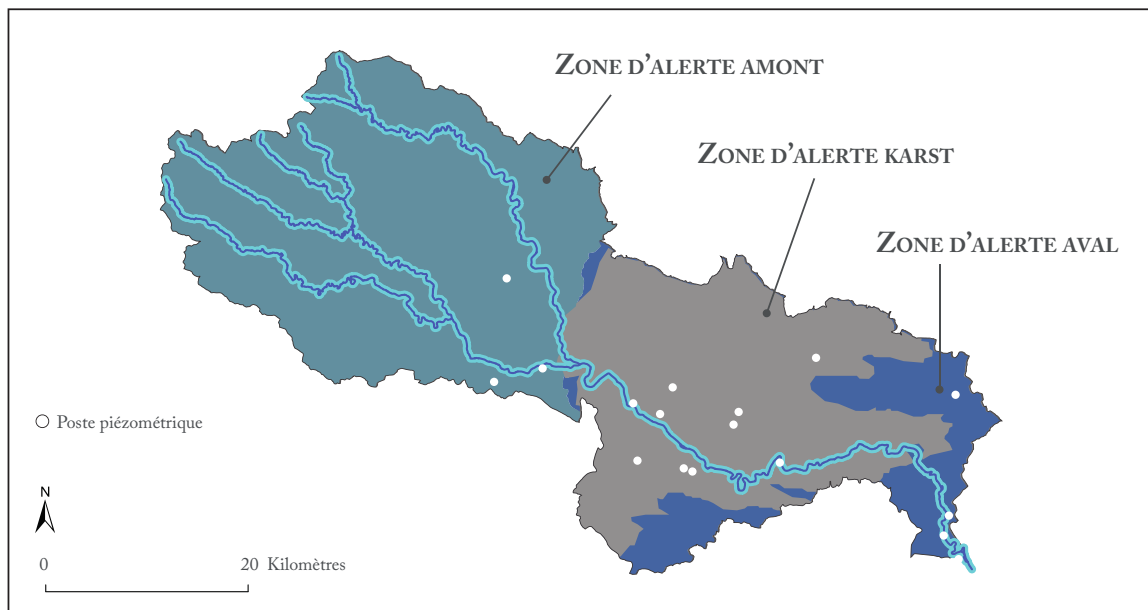 ZONE D'ALERTE AMONT
ZONE D'ALERTE KARST
ZONE D'ALERTE AVAL
Poste piézométrique
N
0 20 Kilomètres